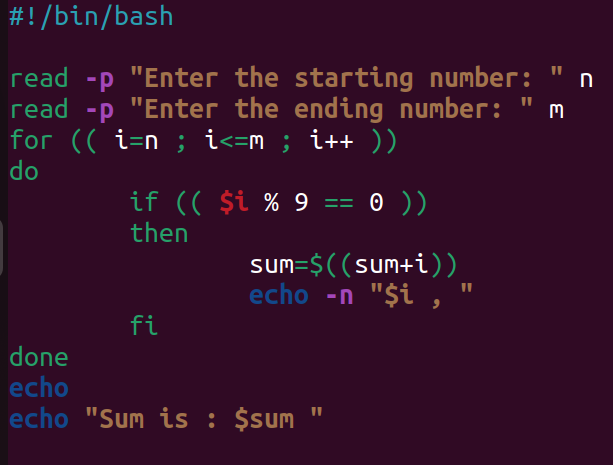 #!/bin/bash

read -p "Enter the starting number: " n
read -p "Enter the ending number: " m
for (( i=n ; i<=m ; i++ ))
do
        if (( $i % 9 == 0 ))
        then
                sum=$((sum+i))
                echo -n "$i , "
        fi
done
echo
echo "Sum is : $sum "